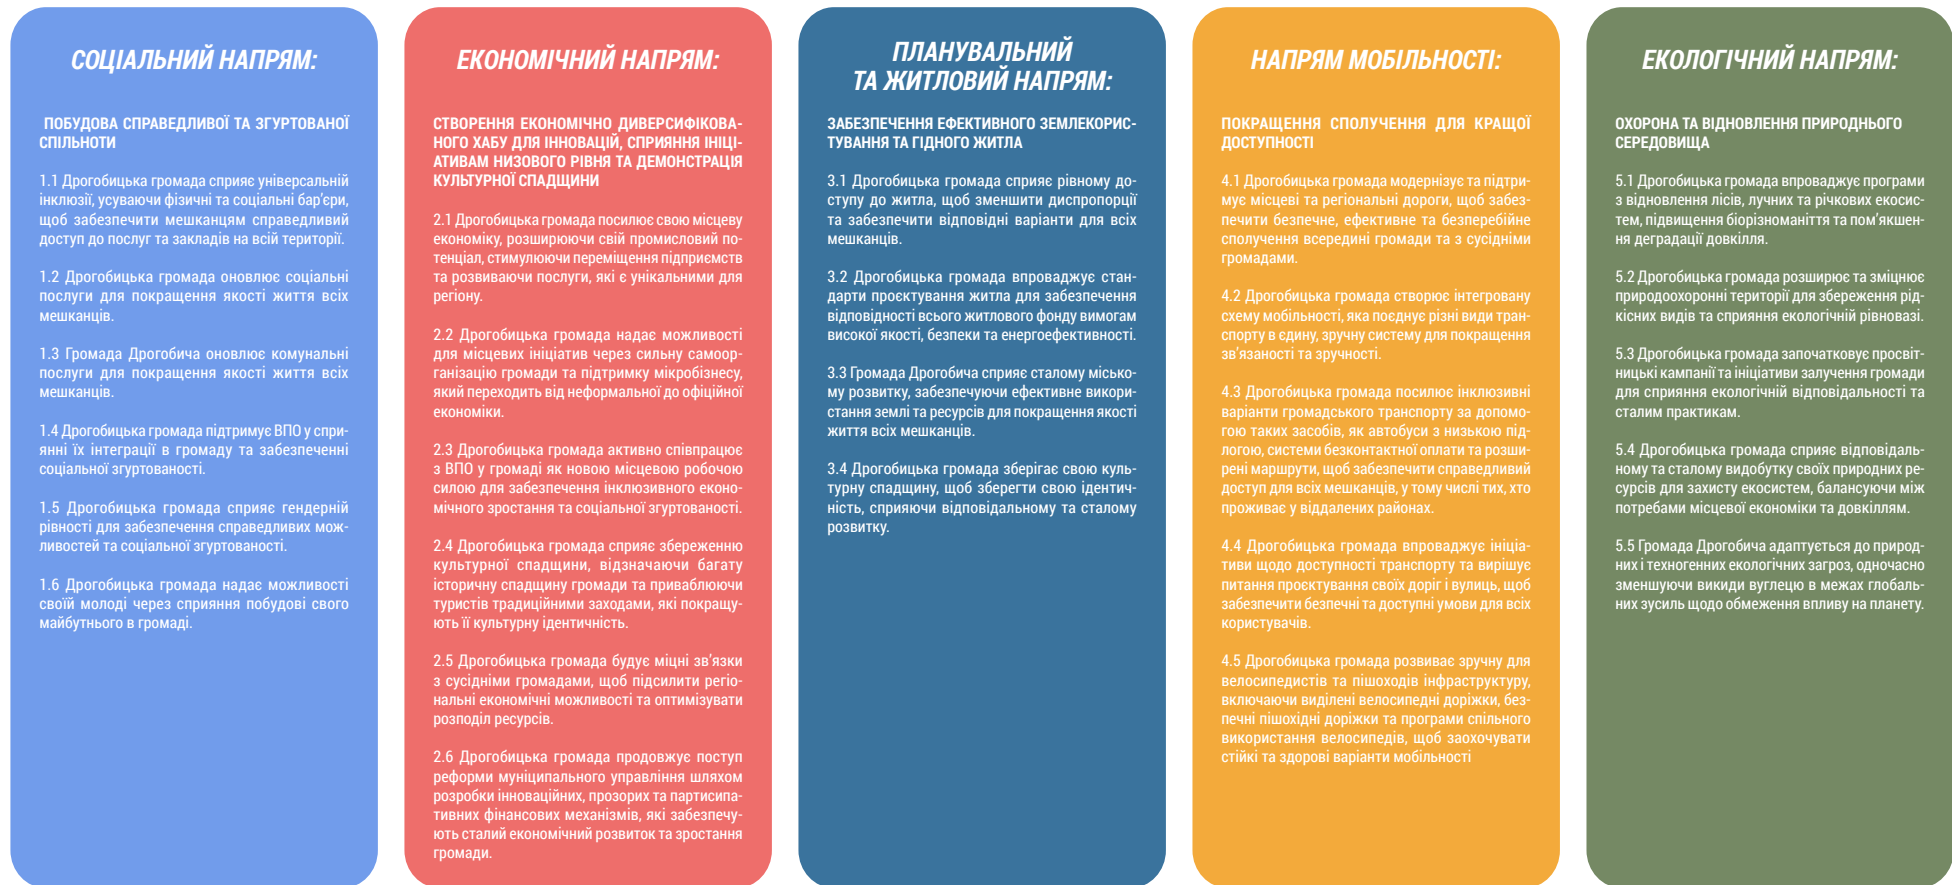 СОЦІАЛЬНИЙ НАПРЯМ:
ПОБУДОВА СПРАВЕДЛИВОЇ ТА ЗГУРТОВАНОЇ
СПІЛЬНОТИ
1.1 Дрогобицька громада сприяє універсальній
інклюзії, усуваючи фізичні та соціальні бар'єри,
щоб забезпечити мешканцям справедливий
доступ до послуг та закладів на всій території.
1.2 Дрогобицька громада оновлює соціальні
послуги для покращення якості життя всіх
мешканців.
1.3 Громада Дрогобича оновлює комунальні
послуги для покращення якості життя всіх
мешканців.
1.4 Дрогобицька громада підтримує ВПО у спри-
янні їх інтеграції в громаду та забезпеченні
соціальної згуртованості.
1.5 Дрогобицька громада сприяє гендерній
рівності для забезпечення справедливих мож-
ливостей та соціальної згуртованості.
1.6 Дрогобицька громада надає можливості
своїй молоді через сприяння побудові свого
майбутнього в громаді.
ЕКОНОМІЧНИЙ НАПРЯМ:
СТВОРЕННЯ ЕКОНОМІЧНО ДИВЕРСИФІКОВА-
НОГО ХАБУ ДЛЯ ІННОВАЦІЙ, СПРИЯННЯ ІНІЦІ-
АТИВАМ НИЗОВОГО РІВНЯ ТА ДЕМОНСТРАЦІЯ
КУЛЬТУРНОЇ СПАДЩИНИ
2.1 Дрогобицька громада посилює свою місцеву
економіку, розширюючи свій промисловий по-
тенціал, стимулюючи переміщення підприємств
та розвиваючи послуги, які є унікальними для
регіону.
2.2 Дрогобицька громада надає можливості
для місцевих ініціатив через сильну самоор-
ганізацію громади та підтримку мікробізнесу,
який переходить від неформальної до офіційної
економіки.
2.3 Дрогобицька громада активно співпрацює
з ВПО у громаді як новою місцевою робочою
силою для забезпечення інклюзивного еконо-
мічного зростання та соціальної згуртованості.
2.4 Дрогобицька громада сприяє збереженню
культурної спадщини, відзначаючи багату
історичну спадщину громади та приваблюючи
туристів традиційними заходами, які покращу-
ють її культурну ідентичність.
2.5 Дрогобицька громада будує міцні зв'язки
з сусідніми громадами, щоб підсилити регіо-
нальні економічні можливості та оптимізувати
розподіл ресурсів.
2.6 Дрогобицька громада продовжує поступ
реформи муніципального управління шляхом
розробки інноваційних, прозорих та партисипа-
тивних фінансових механізмів, які забезпечу-
ють сталий економічний розвиток та зростання
громади.
ПЛАНУВАЛЬНИЙ
ТА ЖИТЛОВИЙ НАПРЯМ:
ЗАБЕЗПЕЧЕННЯ ЕФЕКТИВНОГО ЗЕМЛЕКОРИС-
ТУВАННЯ ТА ГІДНОГО ЖИТЛА
3.1 Дрогобицька громада сприяє рівному до-
ступу до житла, щоб зменшити диспропорції
та забезпечити відповідні варіанти для всіх
мешканців.
3.2 Дрогобицька громада впроваджує стан-
дарти проєктування житла для забезпечення
відповідності всього житлового фонду вимогам
високої якості, безпеки та енергоефективності.
3.3 Громада Дрогобича сприяє сталому місько-
му розвитку, забезпечуючи ефективне викори-
стання землі та ресурсів для покращення якості
життя всіх мешканців.
3.4 Дрогобицька громада зберігає свою куль-
турну спадщину, щоб зберегти свою ідентич-
ність, сприяючи відповідальному та сталому
розвитку.
НАПРЯМ МОБІЛЬНОСТІ:
ПОКРАЩЕННЯ СПОЛУЧЕННЯ ДЛЯ КРАЩОЇ
ДОСТУПНОСТІ
4.1 Дрогобицька громада модернізує та підтри-
мує місцеві та регіональні дороги, щоб забез-
печити безпечне, ефективне та безперебійне
сполучення всередині громади та з сусідніми
громадами.
4.2 Дрогобицька громада створює інтегровану
схему мобільності, яка поєднує різні види тран-
спорту в єдину, зручну систему для покращення
зв'язаності та зручності.
4.3 Дрогобицька громада посилює інклюзивні
варіанти громадського транспорту за допомо-
гою таких засобів, як автобуси з низькою під-
логою, системи безконтактної оплати та розши-
рені маршрути, щоб забезпечити справедливий
доступ для всіх мешканців, у тому числі тих, хто
проживає у віддалених районах.
4.4 Дрогобицька громада впроваджує ініціа-
тиви щодо доступності транспорту та вирішує
питання проєктування своїх доріг і вулиць, щоб
забезпечити безпечні та доступні умови для всіх
користувачів.
4.5 Дрогобицька громада розвиває зручну для
велосипедистів та пішоходів інфраструктуру,
включаючи виділені велосипедні доріжки, без-
печні пішохідні доріжки та програми спільного
використання велосипедів, щоб заохочувати
стійкі та здорові варіанти мобільності
ЕКОЛОГІЧНИЙ НАПРЯМ:
ОХОРОНА ТА ВІДНОВЛЕННЯ ПРИРОДНЬОГО
СЕРЕДОВИЩА
5.1 Дрогобицька громада впроваджує програми
з відновлення лісів, лучних та річкових екосис-
тем, підвищення біорізноманіття та пом'якшен-
ня деградації довкілля.
5.2 Дрогобицька громада розширює та зміцнює
природоохоронні території для збереження рід-
кісних видів та сприяння екологічній рівновазі.
5.3 Дрогобицька громада започатковує просвіт-
ницькі кампанії та ініціативи залучення громади
для сприяння екологічній відповідальності та
сталим практикам.
5.4 Дрогобицька громада сприяє відповідаль-
ному та сталому видобутку своїх природних ре-
сурсів для захисту екосистем, балансуючи між
потребами місцевої економіки та довкіллям.
5.5 Громада Дрогобича адаптується до природ-
них і техногенних екологічних загроз, одночасно
зменшуючи викиди вуглецю в межах глобаль-
них зусиль щодо обмеження впливу на планету.